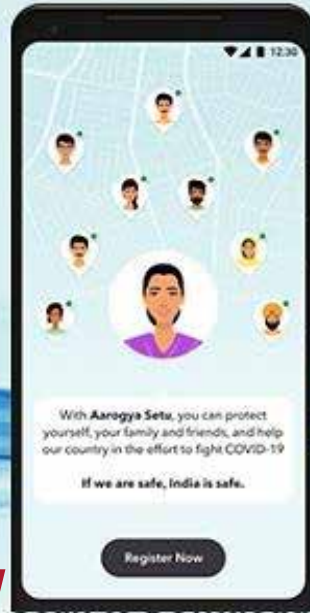 12:30
With Aarogya Setu, you can protect
yourself, your family and friends, and help
our country in the effort to fight COVID-19
If we are safe, India is safe.
Register Now